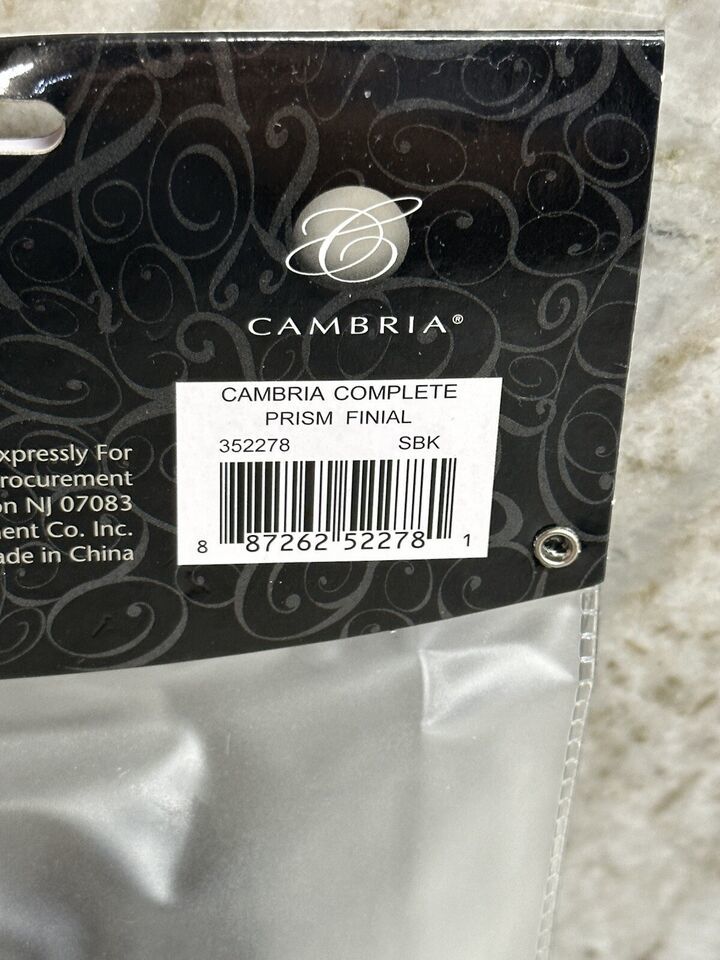 CAMBRIA®
CAMBRIA COMPLETE
PRISM FINIAL
352278 SBK
8 87262 52278 1
xpressly For
rocurement
on NJ 07083
ent Co. Inc.
ade in China